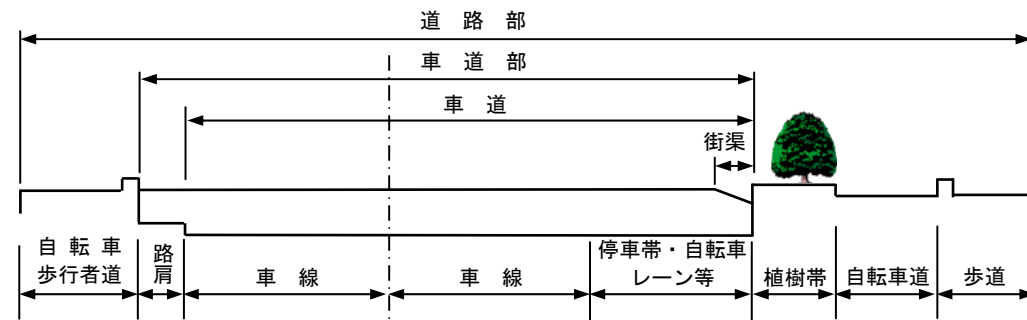 道 路 部
車 道 部
車 道
街渠
自 転 車
歩行者道
路
肩
車 線
車 線
停車帯・自転車
レーン等
植樹帯
自転車道
歩道